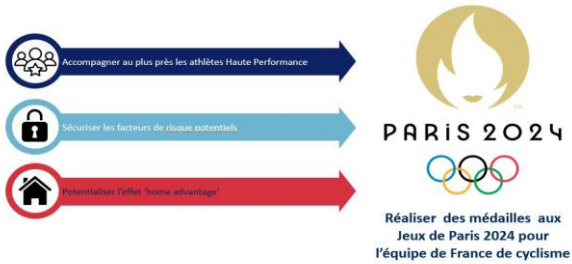 Accompagner au plus près les athlètes Haute Performance
Sécuriser les facteurs de risque potentiels
Potentialiser l'effet 'home advantage'
PARiS 2024
Réaliser des médailles aux
Jeux de Paris 2024 pour
l'équipe de France de cyclisme